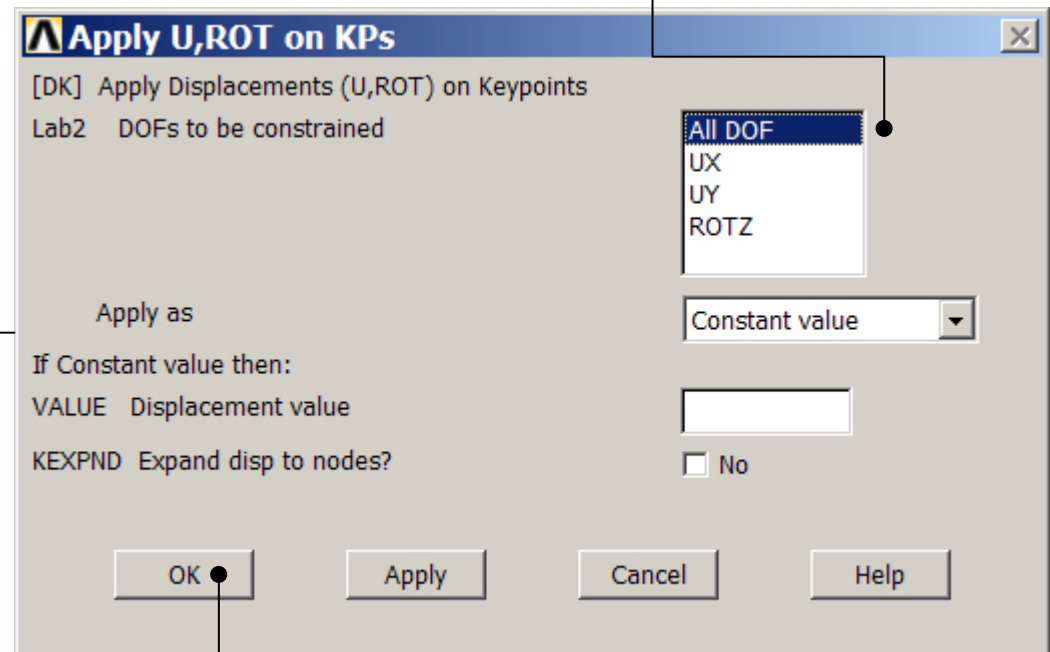 Apply U,ROT on KPs
[DK] Apply Displacements (U,ROT) on Keypoints
Lab2 DOFs to be constrained
All DOF
UX
UY
ROTZ
Apply as
Constant value
If Constant value then:
VALUE Displacement value
KEXPND Expand disp to nodes?
No
OK Apply Cancel Help